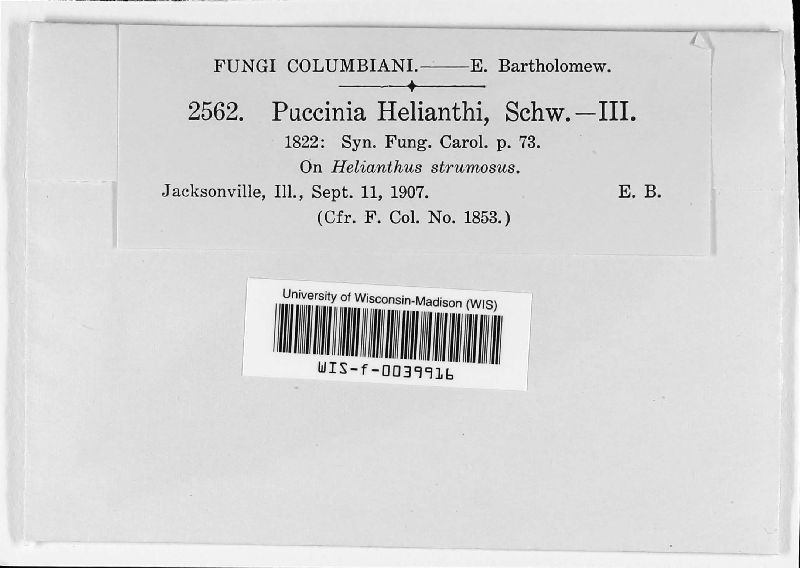 FUNGI COLUMBIANI.——E. Bartholomew.
2562. Puccinia Helianthi, Schw.—III.
1822: Syn. Fung. Carol. p. 73.
On Helianthus strumosus.
Jacksonville, Ill., Sept. 11, 1907. E. B.
(Cfr. F. Col. No. 1853.)
University of Wisconsin-Madison (WIS)
WIS-f-0039916